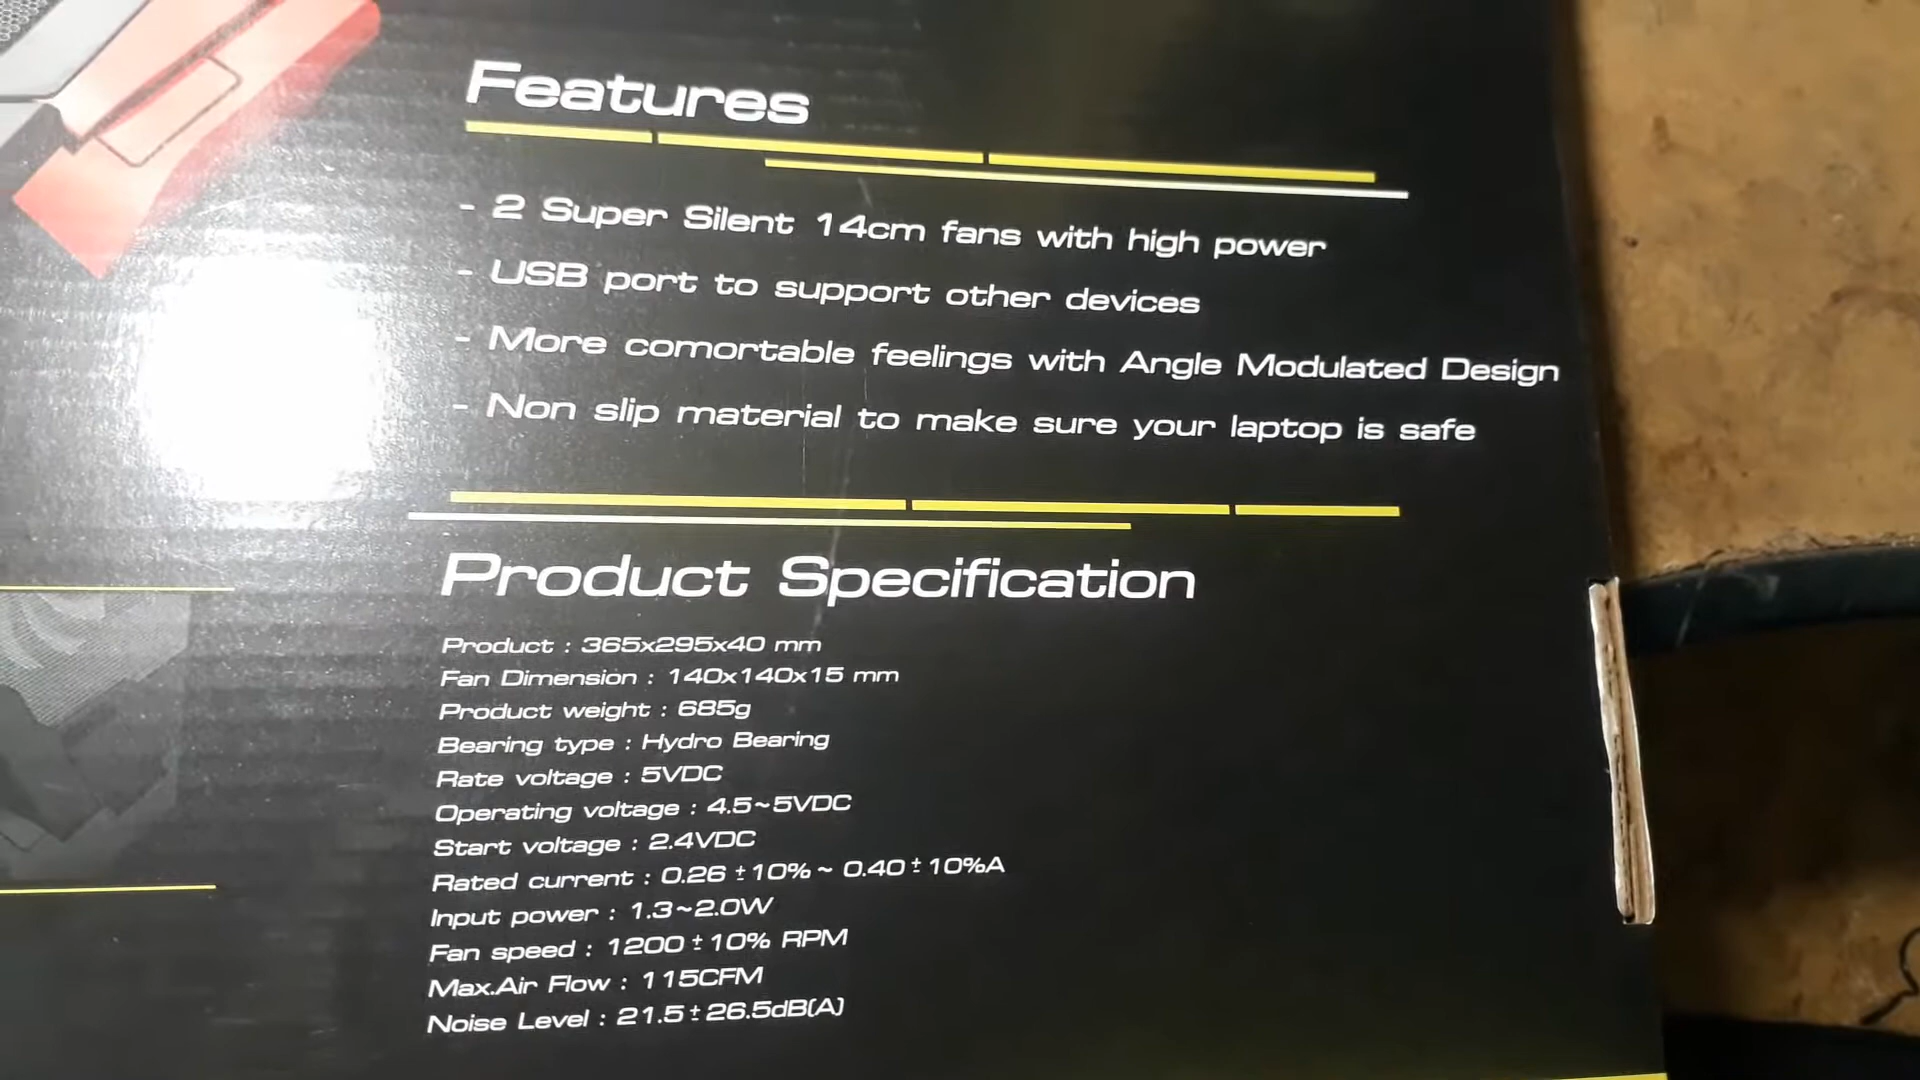 Features
- 2 Super Silent 14cm fans with high power
- USB port to support other devices
- More comortable feelings with Angle Modulated Design
- Non slip material to make sure your laptop is safe
Product Specification
Product : 365x295x40 mm
Fan Dimension : 140x140x15 mm
Product weight : 685g
Bearing type : Hydro Bearing
Rate voltage : 5VDC
Operating voltage : 4.5~5VDC
Start voltage : 2.4VDC
Rated current : 0.26 ±10% ~ 0.40 ±10%A
Input power : 1.3~2.0W
Fan speed : 1200 ±10% RPM
Max.Air Flow : 115CFM
Noise Level : 21.5 ± 26.5dB(A)